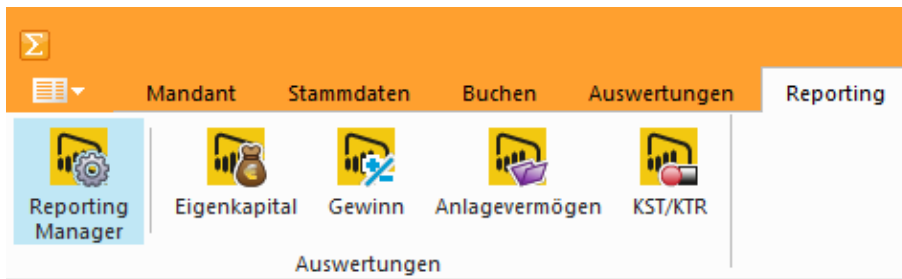 Σ
Mandant Stammdaten Buchen Auswertungen Reporting
Reporting Manager Eigenkapital Gewinn Anlagevermögen KST/KTR
Auswertungen